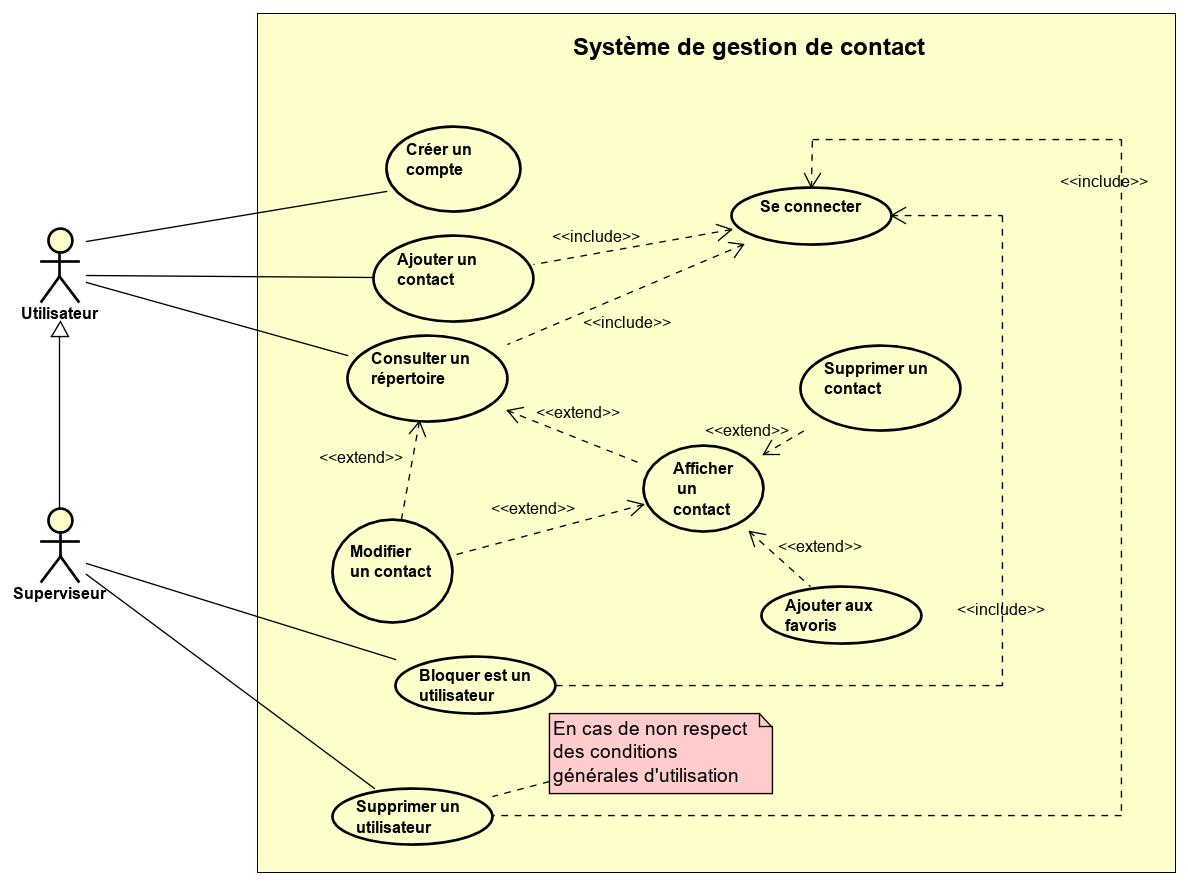 Système de gestion de contact
Créer un
compte
<<include>>
Se connecter
<<include>>
Ajouter un
contact
Utilisateur
<<include>>
Consulter un
répertoire
Supprimer un
contact
<<extend>>
<<extend>>
<<extend>>
Afficher
un
contact
<<extend>>
Modifier
un contact
<<extend>>
Superviseur
Ajouter aux
favoris
<<include>>
Bloquer est un
utilisateur
En cas de non respect
des conditions
générales d'utilisation
Supprimer un
utilisateur